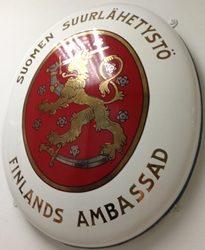 SUOMEN SUURLÄHETYSTÖ
FINLANDS AMBASSAD